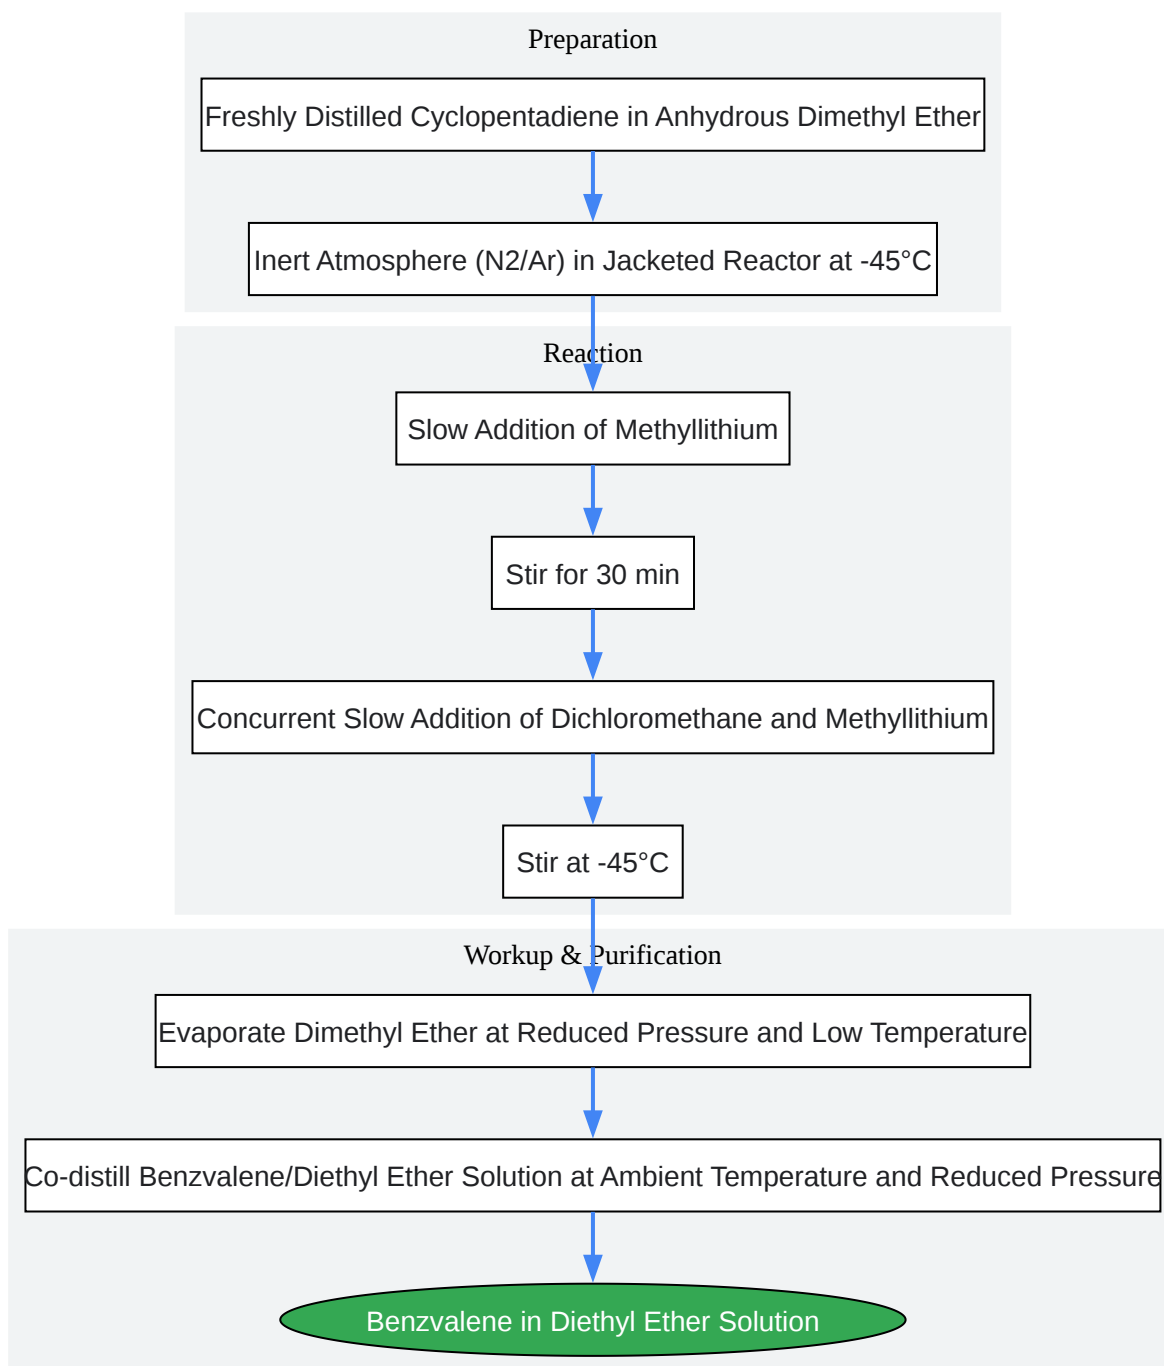 Preparation
Freshly Distilled Cyclopentadiene in Anhydrous Dimethyl Ether
Inert Atmosphere (N2/Ar) in Jacketed Reactor at -45°C
Reaction
Slow Addition of Methyllithium
Stir for 30 min
Concurrent Slow Addition of Dichloromethane and Methyllithium
Stir at -45°C
Workup & Purification
Evaporate Dimethyl Ether at Reduced Pressure and Low Temperature
Co-distill Benzvalene/Diethyl Ether Solution at Ambient Temperature and Reduced Pressure
Benzvalene in Diethyl Ether Solution